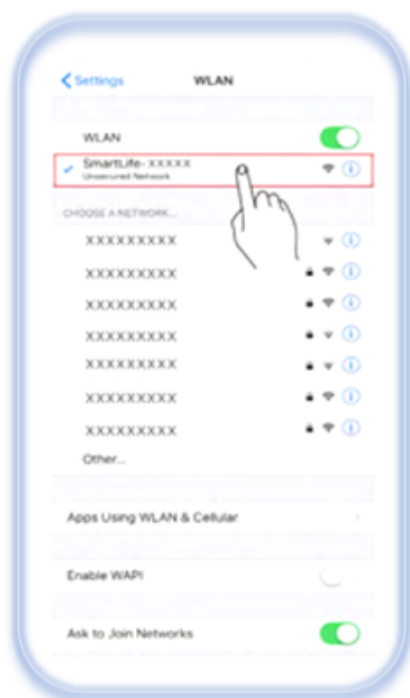 Settings WLAN
WLAN
SmartLife-XXXXX
Unsecured Network
CHOOSE A NETWORK...
XXXXXXXXX
XXXXXXXXX
XXXXXXXXX
XXXXXXXXX
XXXXXXXXX
XXXXXXXXX
XXXXXXXXX
Other...
Apps Using WLAN & Cellular
Enable WAPI
Ask to Join Networks